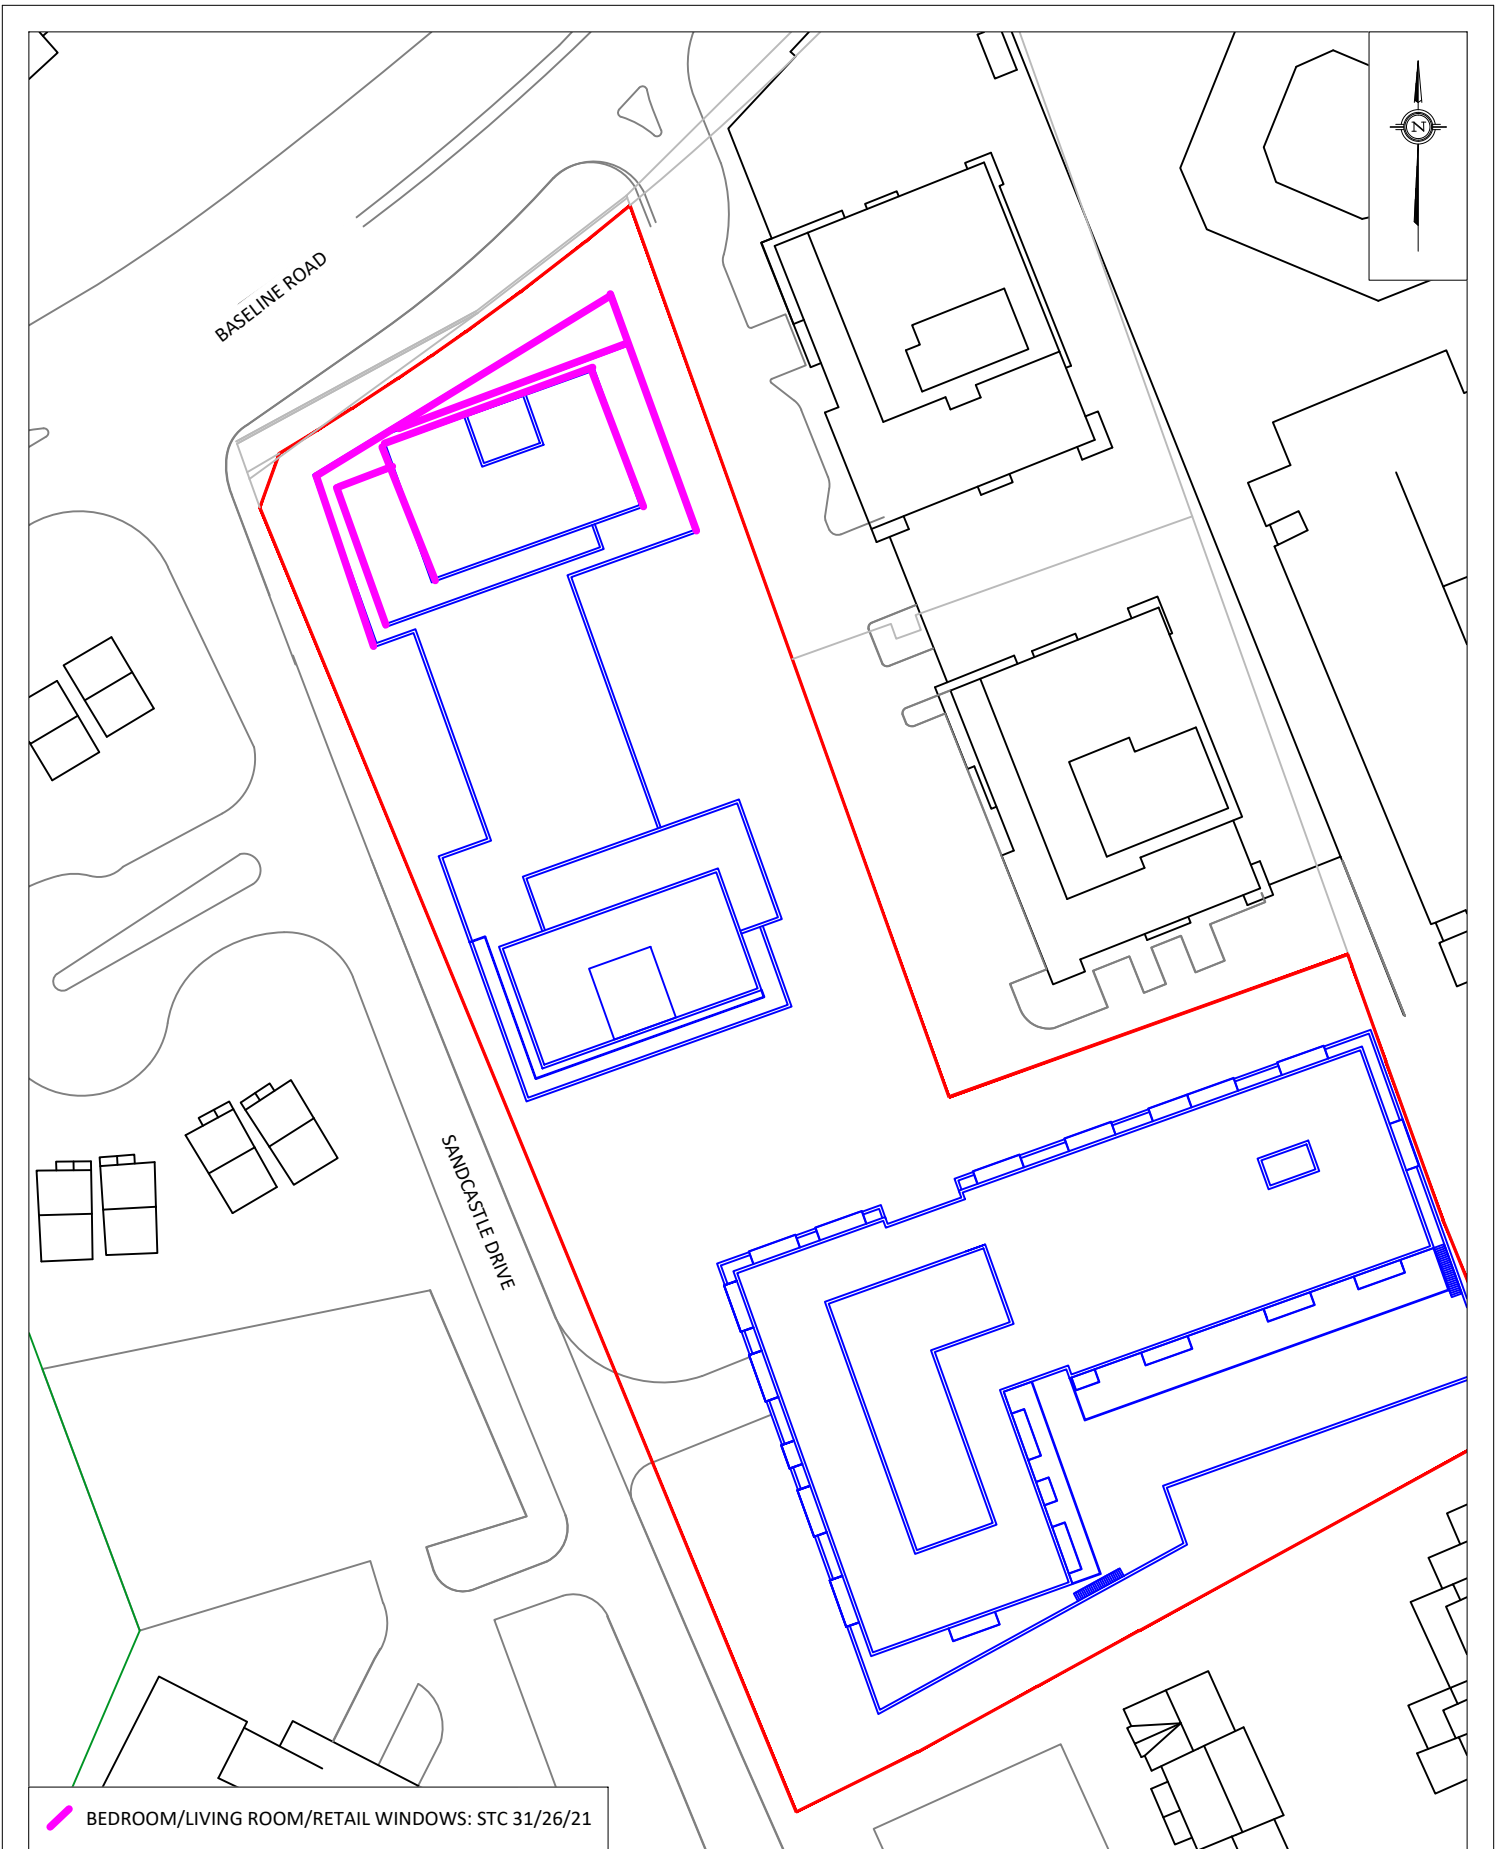 N
BASELINE ROAD
SANDCASTLE DRIVE
BEDROOM/LIVING ROOM/RETAIL WINDOWS: STC 31/26/21